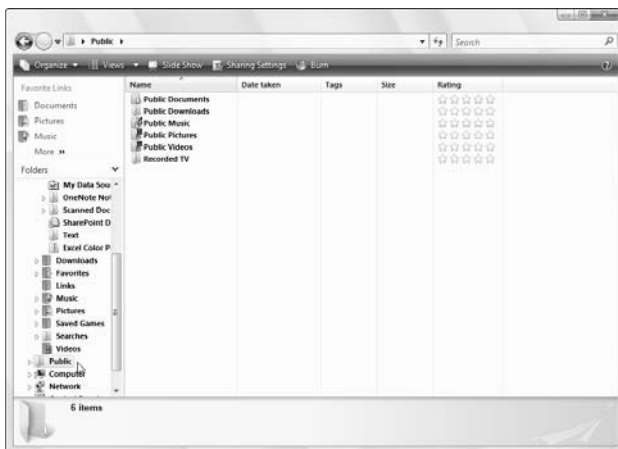 Public
Search
Organize Views Slide Show Sharing Settings Burn
Favorite Links
Documents
Pictures
Music
More »
Folders
My Data Sou
OneNote Not
Scanned Doc
SharePoint D
Text
Excel Color P
Downloads
Favorites
Links
Music
Pictures
Saved Games
Searches
Videos
Public
Computer
Network
Name Date taken Tags Size Rating
Public Documents
Public Downloads
Public Music
Public Pictures
Public Videos
Recorded TV
6 items